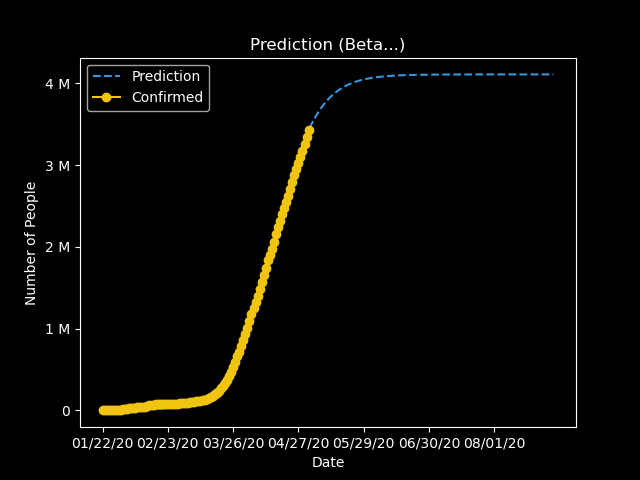 Prediction (Beta...)
Prediction
Confirmed
4 M
3 M
2 M
1 M
0
Number of People
01/22/20 02/23/20 03/26/20 04/27/20 05/29/20 06/30/20 08/01/20
Date